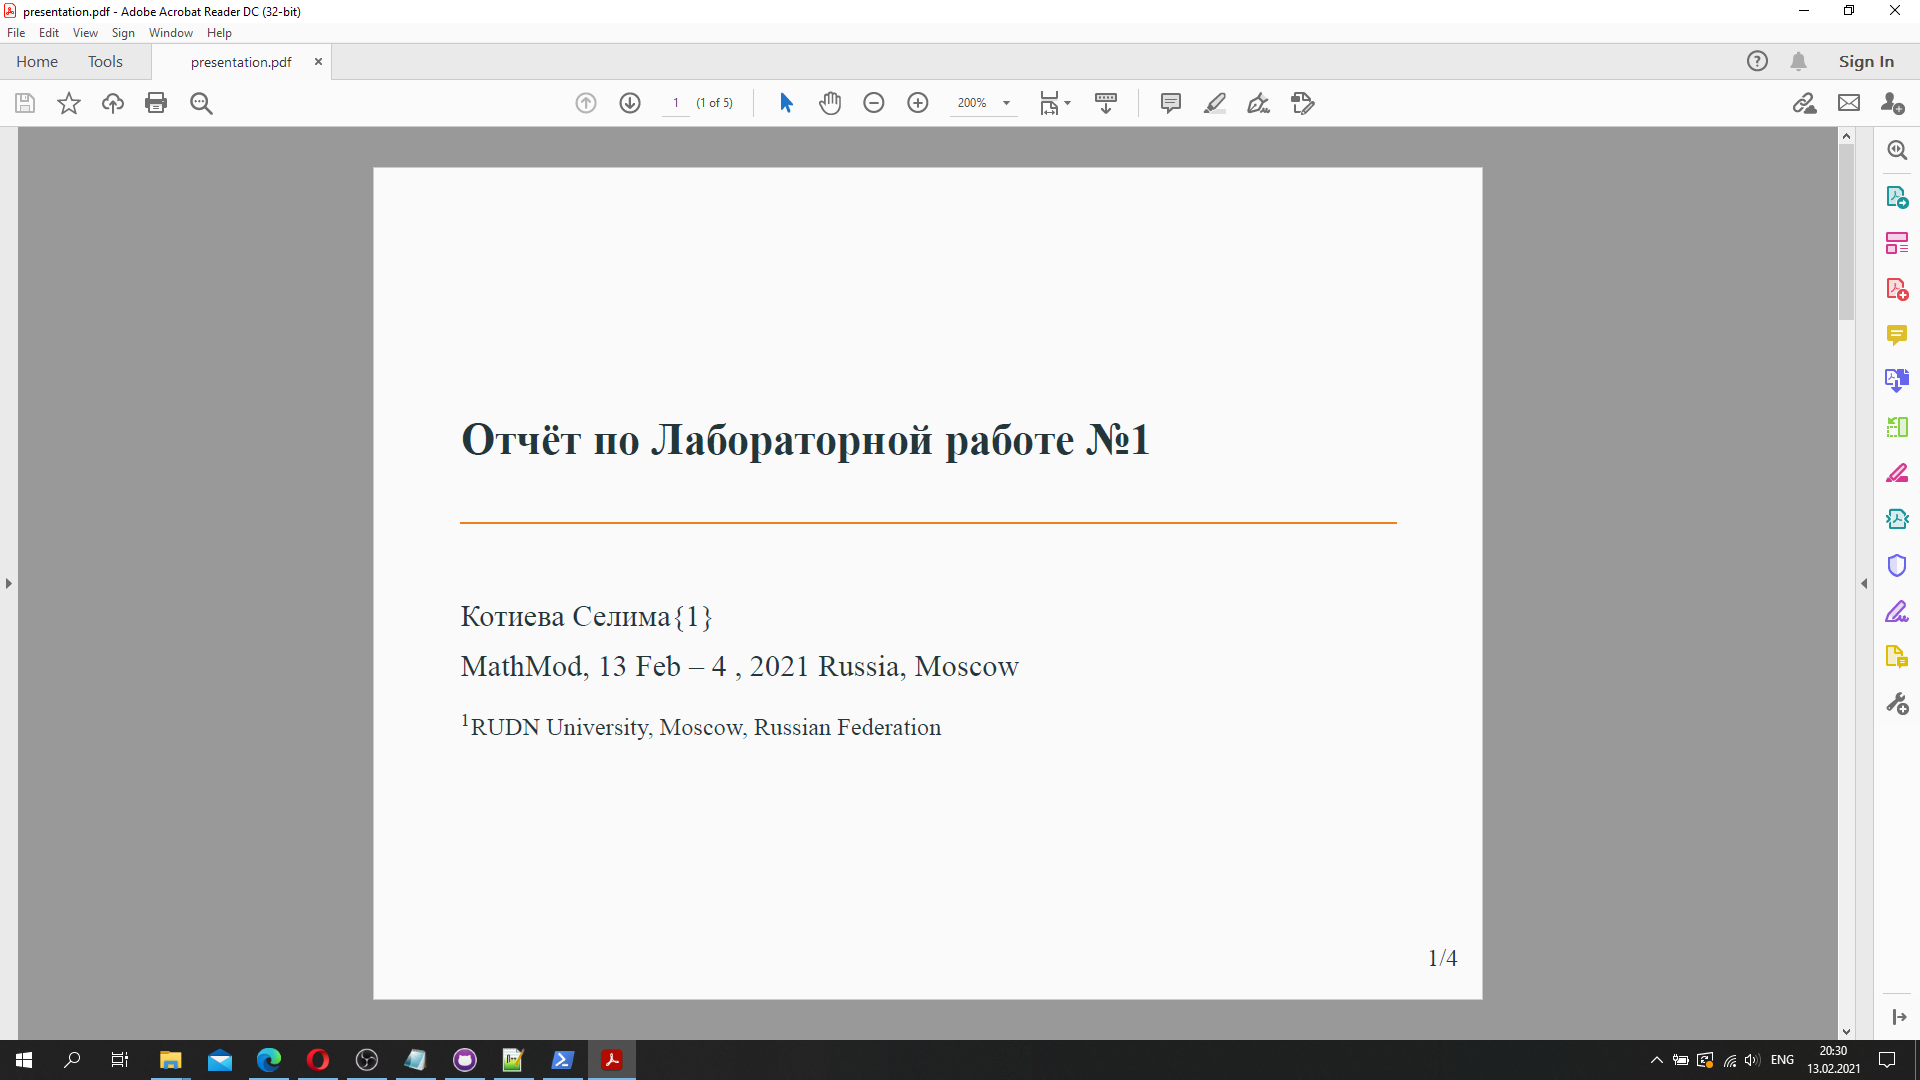 presentation.pdf - Adobe Acrobat Reader DC (32-bit)
File Edit View Sign Window Help
Home Tools presentation.pdf Sign In
1 (1 of 5) 200%
Отчёт по Лабораторной работе №1
Котиева Селима{1}
MathMod, 13 Feb – 4 , 2021 Russia, Moscow
¹RUDN University, Moscow, Russian Federation
1/4
ENG 20:30
13.02.2021